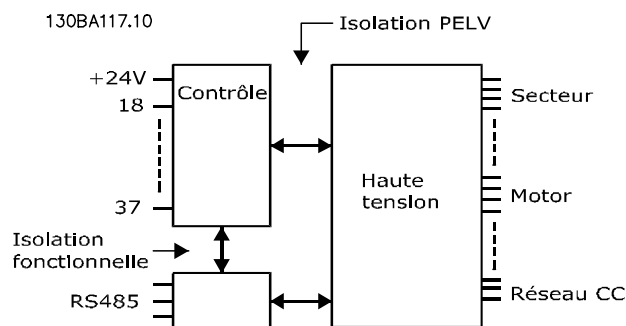 130BA117.10
Isolation PELV
+24V
Contrôle
18
37
Haute
tension
Secteur
Motor
Isolation
fonctionnelle
RS485
Réseau CC